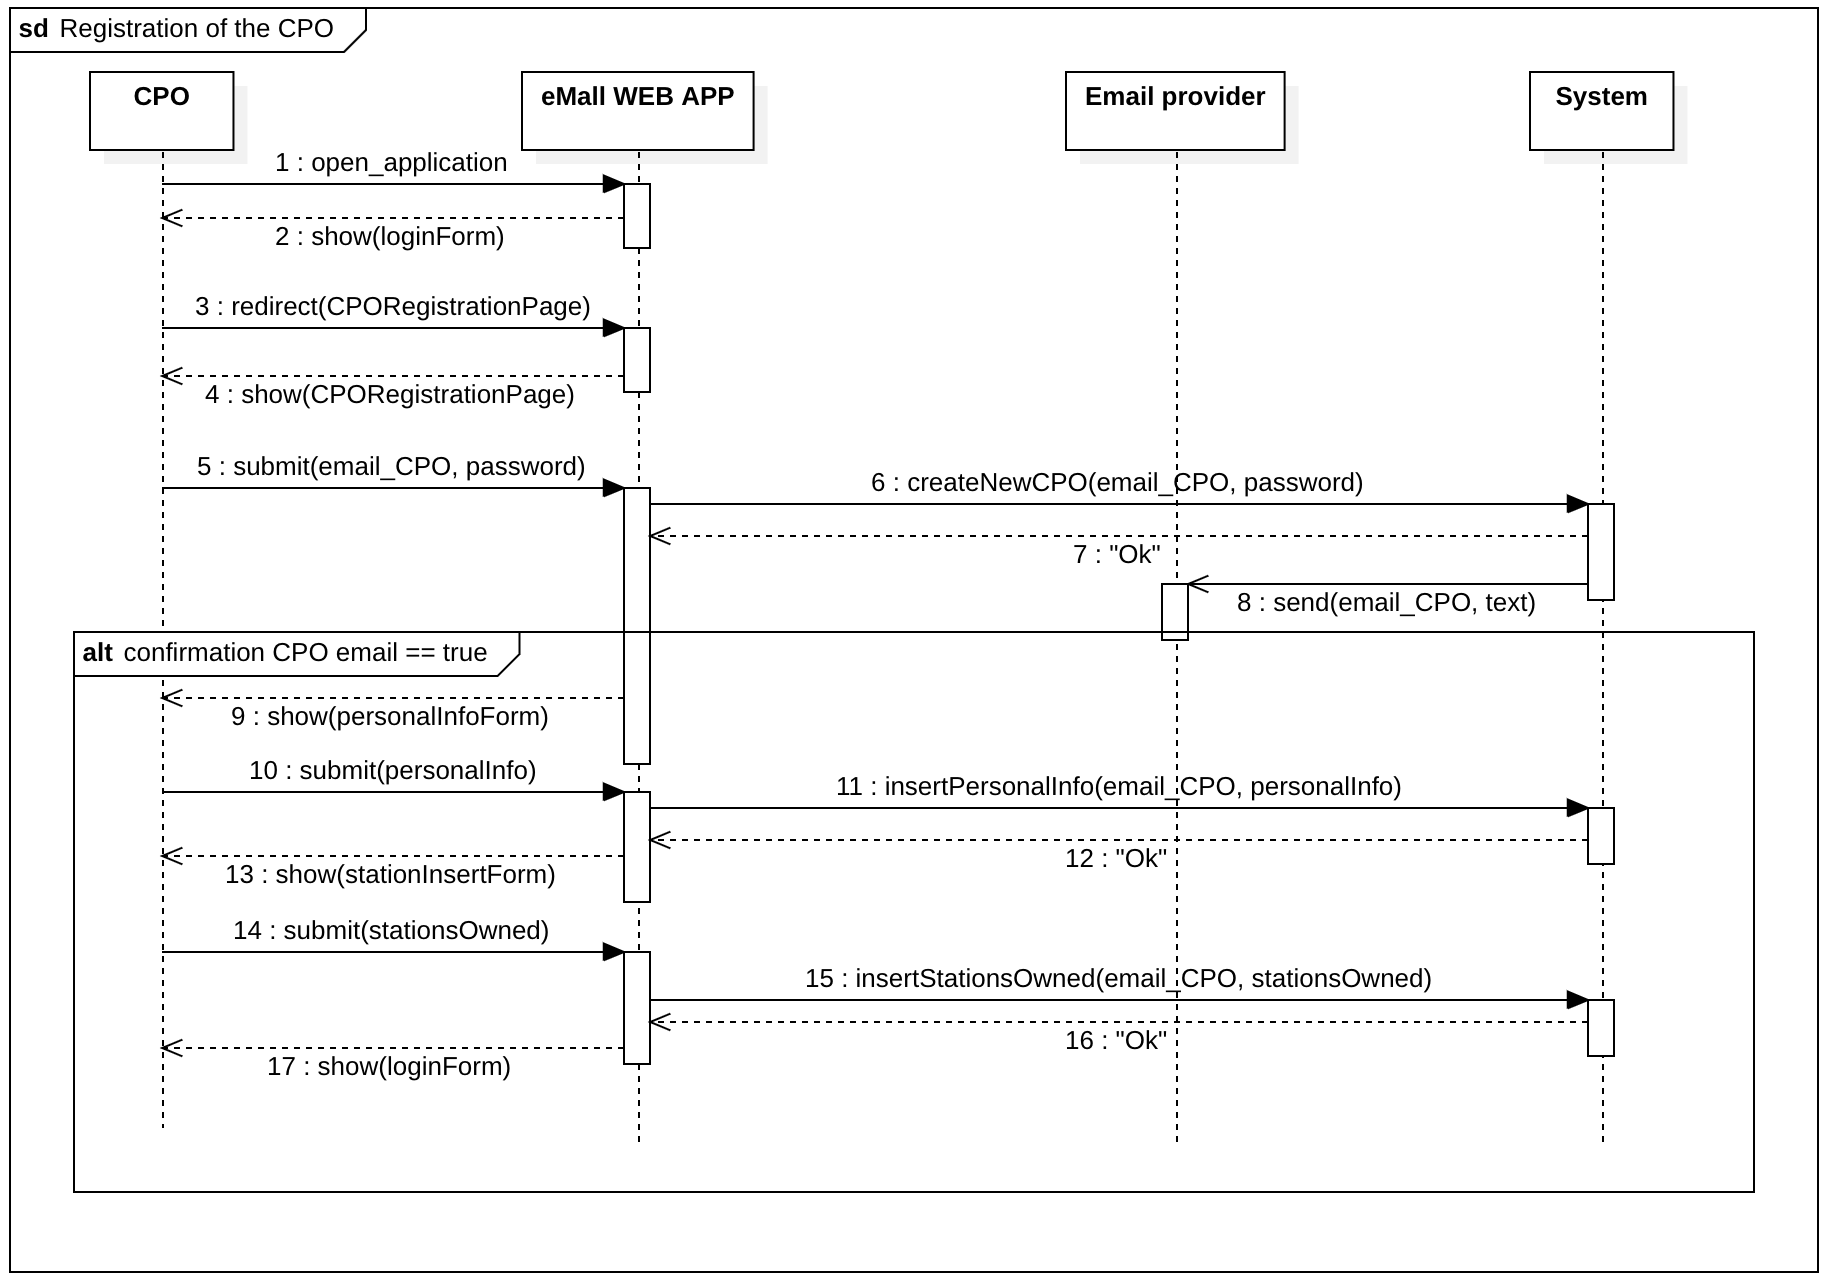 sd Registration of the CPO
CPO
eMall WEB APP
Email provider
System
1 : open_application
2 : show(loginForm)
3 : redirect(CPORegistrationPage)
4 : show(CPORegistrationPage)
5 : submit(email_CPO, password)
6 : createNewCPO(email_CPO, password)
7 : "Ok"
8 : send(email_CPO, text)
alt confirmation CPO email == true
9 : show(personalInfoForm)
10 : submit(personalInfo)
11 : insertPersonalInfo(email_CPO, personalInfo)
12 : "Ok"
13 : show(stationInsertForm)
14 : submit(stationsOwned)
15 : insertStationsOwned(email_CPO, stationsOwned)
16 : "Ok"
17 : show(loginForm)